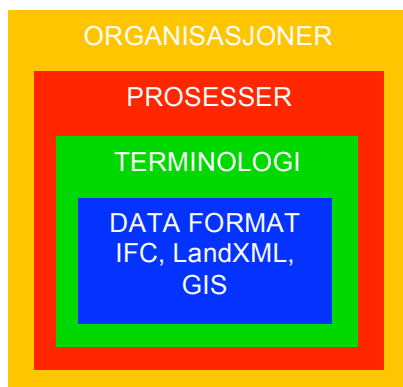 ORGANISASJONER
PROSESSER
TERMINOLOGI
DATA FORMAT
IFC, LandXML,
GIS